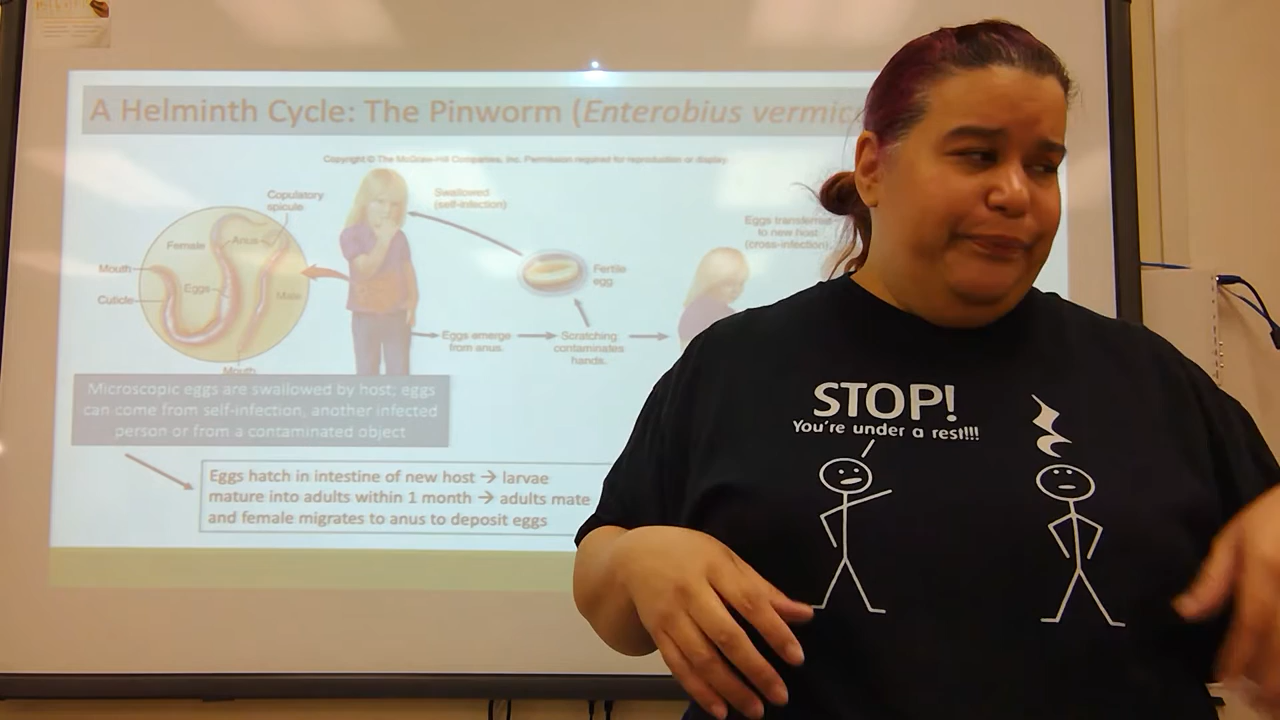 A Helminth Cycle: The Pinworm (Enterobius vermic
Copyright © The McGraw-Hill Companies, Inc. Permission required for reproduction or display.
Copulatory
spicule
Swallowed
(self-infection)
Eggs transferred
to new host
(cross-infection)
Female
Anus
Mouth
Cuticle
Eggs
Male
Mouth
Fertile
egg
Eggs emerge
from anus.
Scratching
contaminates
hands.
Microscopic eggs are swallowed by host; eggs
can come from self-infection, another infected
person or from a contaminated object
Eggs hatch in intestine of new host → larvae
mature into adults within 1 month → adults mate
and female migrates to anus to deposit eggs
STOP!
You're under a rest!!!